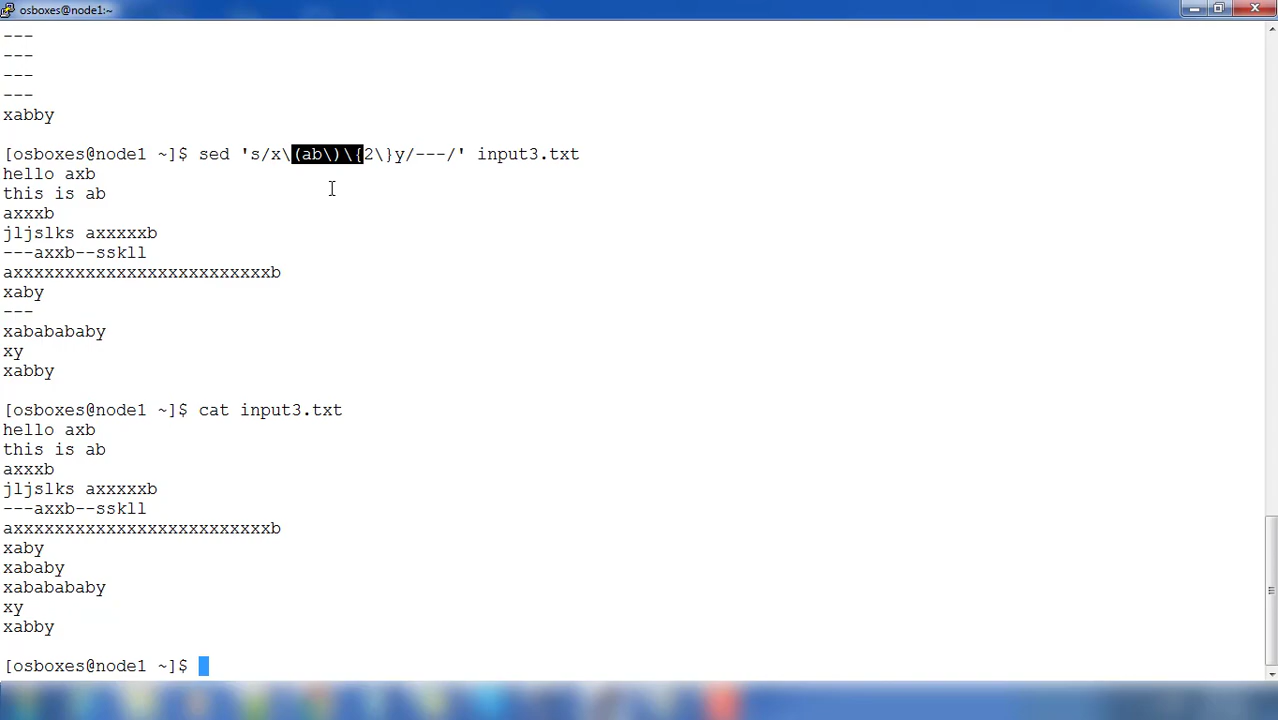 osboxes@node1:~
---
---
---
---
xabby
[osboxes@node1 ~]$ sed 's/x\(ab\)\{2\}y/---/' input3.txt
hello axb
this is ab
axxxb
jljslks axxxxxb
---axxb--sskll
axxxxxxxxxxxxxxxxxxxxxxxxxb
xaby
---
xababababy
xy
xabby
[osboxes@node1 ~]$ cat input3.txt
hello axb
this is ab
axxxb
jljslks axxxxxb
---axxb--sskll
axxxxxxxxxxxxxxxxxxxxxxxxxb
xaby
xababy
xababababy
xy
xabby
[osboxes@node1 ~]$